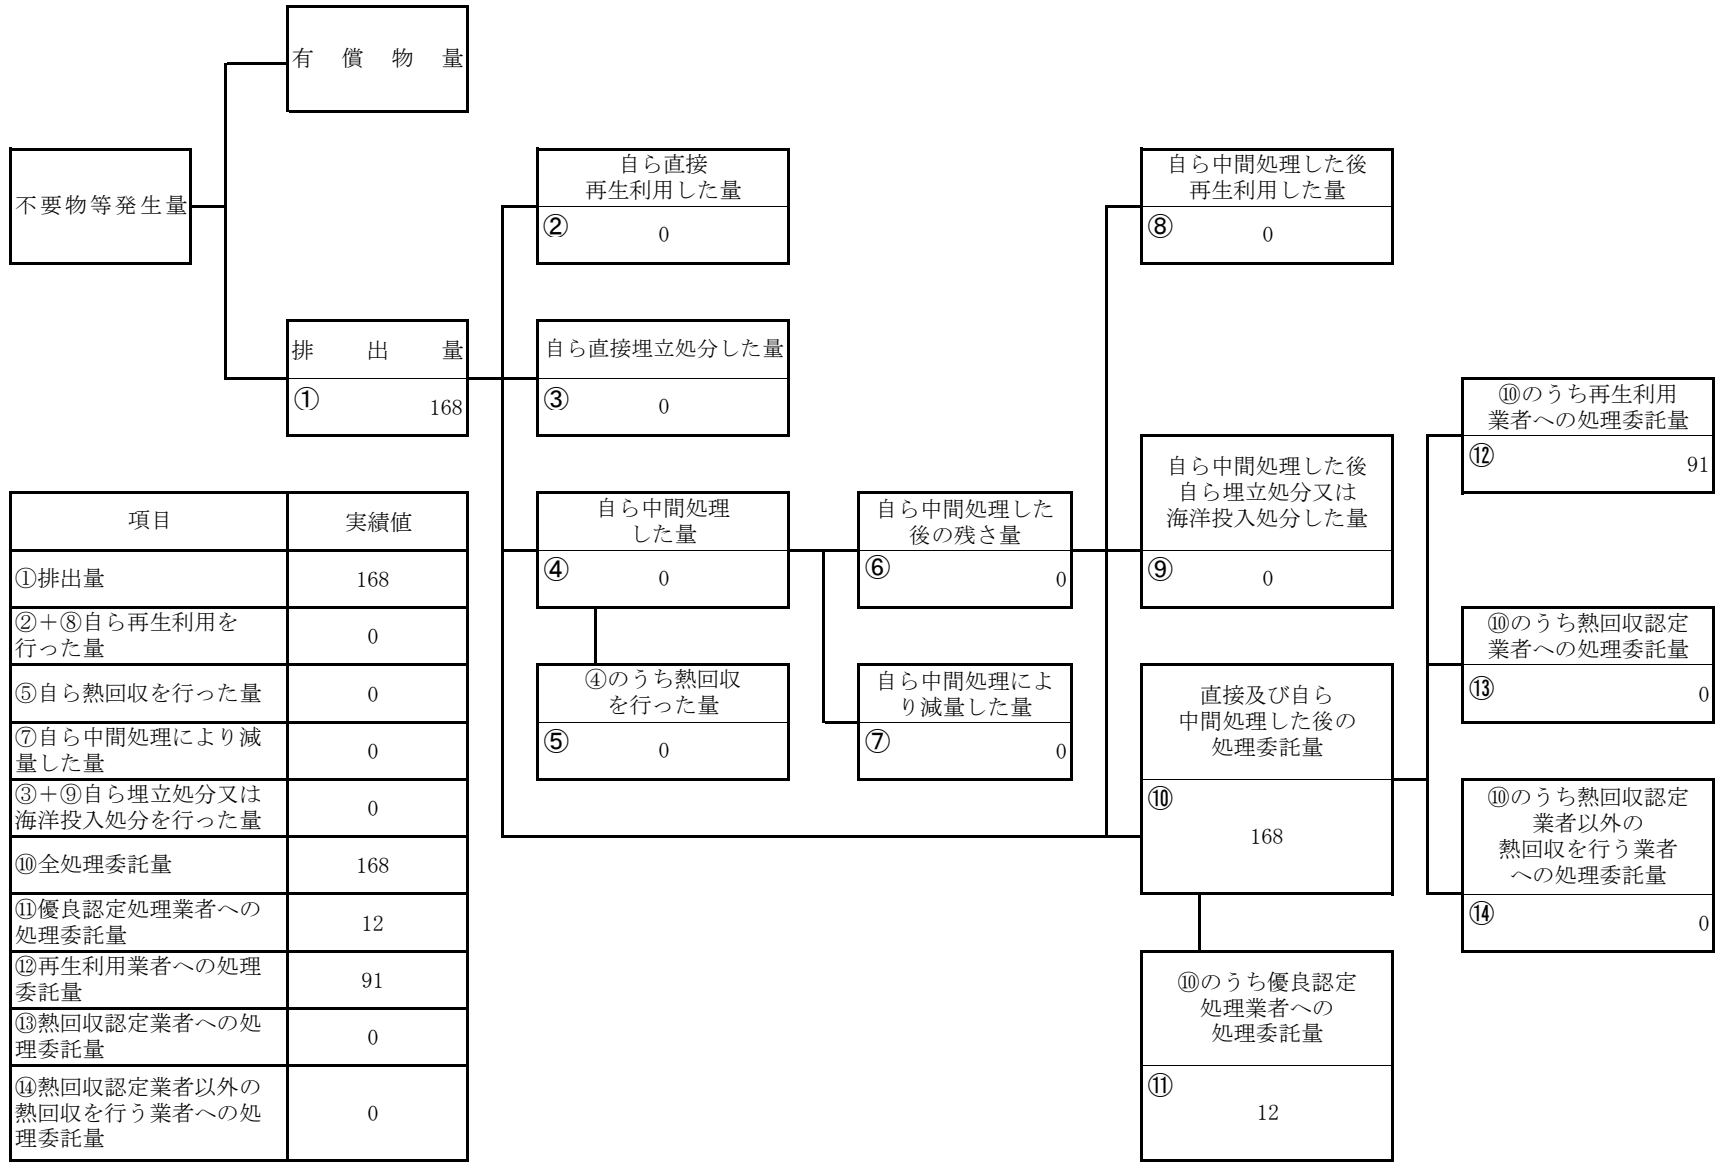 有償物量
不要物等発生量
排出量
①
168
自ら直接
再生利用した量
②
0
自ら直接埋立処分した量
③
0
自ら中間処理
した量
④
0
④のうち熱回収
を行った量
⑤
0
自ら中間処理した
後の残さ量
⑥
0
自ら中間処理によ
り減量した量
⑦
0
自ら中間処理した後
再生利用した量
⑧
0
自ら中間処理した後
自ら埋立処分又は
海洋投入処分した量
⑨
0
直接及び自ら
中間処理した後の
処理委託量
⑩
168
⑩のうち優良認定
処理業者への
処理委託量
⑪
12
⑩のうち再生利用
業者への処理委託量
⑫
91
⑩のうち熱回収認定
業者への処理委託量
⑬
0
⑩のうち熱回収認定
業者以外の
熱回収を行う業者
への処理委託量
⑭
0
項目 実績値
①排出量 168
②＋⑧自ら再生利用を
行った量
0
⑤自ら熱回収を行った量 0
⑦自ら中間処理により減
量した量
0
③＋⑨自ら埋立処分又は
海洋投入処分を行った量
0
⑩全処理委託量 168
⑪優良認定処理業者への
処理委託量
12
⑫再生利用業者への処理
委託量
91
⑬熱回収認定業者への処
理委託量
0
⑭熱回収認定業者以外の
熱回収を行う業者への処
理委託量
0